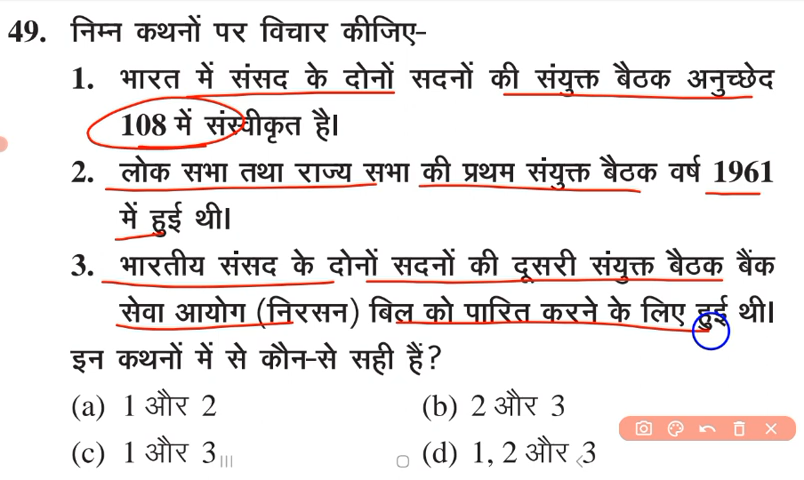 49. निम्न कथनों पर विचार कीजिए-
1. भारत में संसद के दोनों सदनों की संयुक्त बैठक अनुच्छेद
108 में संस्वीकृत है।
2. लोक सभा तथा राज्य सभा की प्रथम संयुक्त बैठक वर्ष 1961
में हुई थी।
3. भारतीय संसद के दोनों सदनों की दूसरी संयुक्त बैठक बैंक
सेवा आयोग (निरसन) बिल को पारित करने के लिए हुई थी।
इन कथनों में से कौन-से सही हैं?
(a) 1 और 2 (b) 2 और 3
(c) 1 और 3 (d) 1, 2 और 3